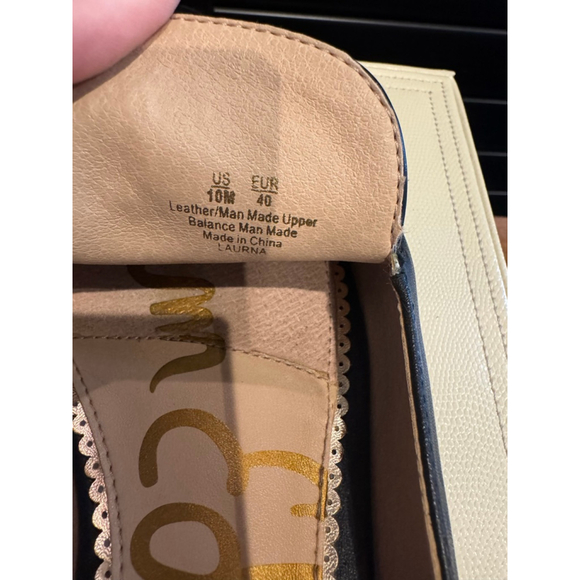 US EUR
10M 40
Leather/Man Made Upper
Balance Man Made
Made in China
LAURNA